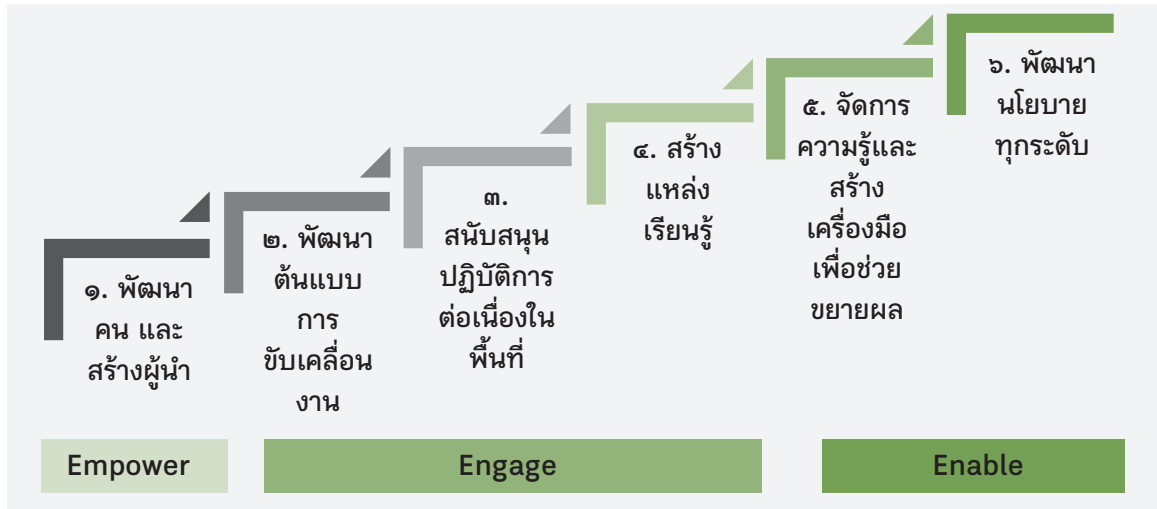 ๑. พัฒนา
คน และ
สร้างผู้นำ
๒. พัฒนา
ต้นแบบ
การ
ขับเคลื่อน
งาน
๓.
สนับสนุน
ปฏิบัติการ
ต่อเนื่องใน
พื้นที่
๔. สร้าง
แหล่ง
เรียนรู้
๕. จัดการ
ความรู้และ
สร้าง
เครื่องมือ
เพื่อช่วย
ขยายผล
๖. พัฒนา
นโยบาย
ทุกระดับ
Empower
Engage
Enable